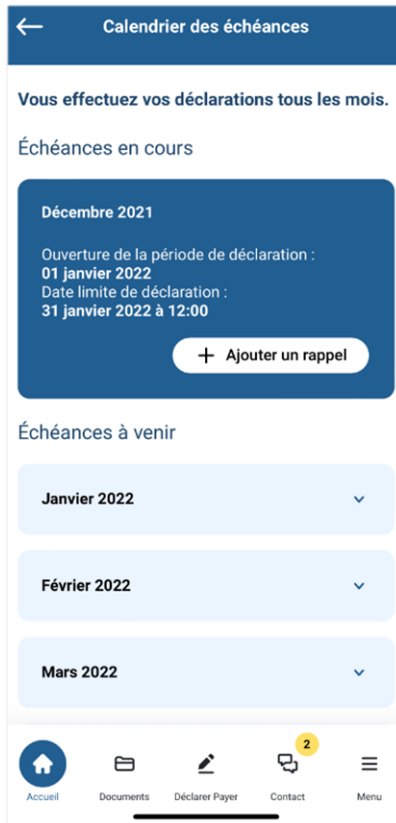 Calendrier des échéances
Vous effectuez vos déclarations tous les mois.
Échéances en cours
Décembre 2021
Ouverture de la période de déclaration :
01 janvier 2022
Date limite de déclaration :
31 janvier 2022 à 12:00
+ Ajouter un rappel
Échéances à venir
Janvier 2022
Février 2022
Mars 2022
2
Accueil Documents Déclarer Payer Contact Menu